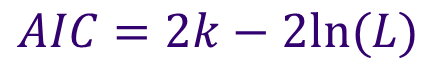 AIC = 2k − 2ln(L)